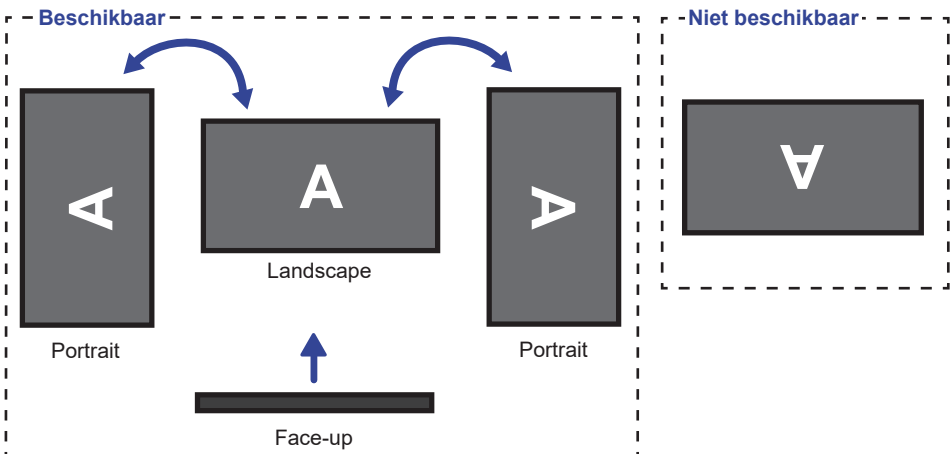 Beschikbaar
Niet beschikbaar
A
A
A
A
Landscape
Portrait
Portrait
Face-up